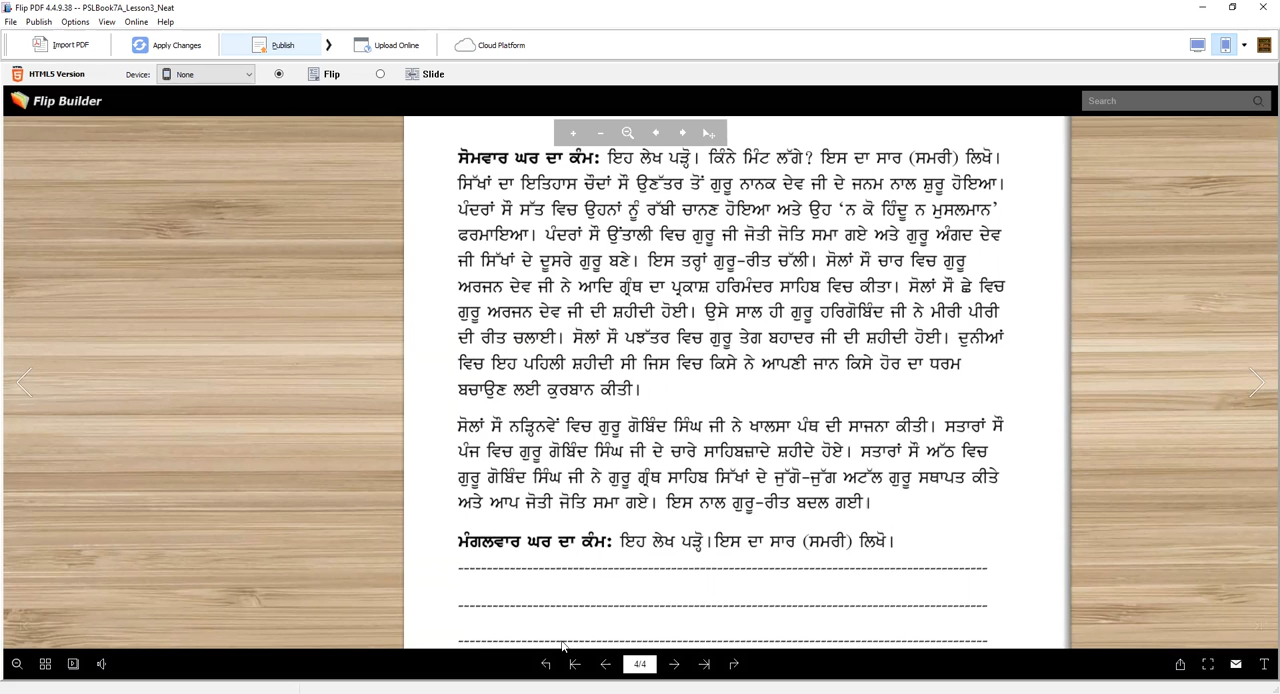 Flip PDF 4.4.9.38 -- PSLBook7A_Lesson3_Neat
File Publish Options View Online Help
Import PDF Apply Changes Publish Upload Online Cloud Platform
HTML5 Version Device: None Flip Slide
Flip Builder Search
ਸੋਮਵਾਰ ਘਰ ਦਾ ਕੰਮ: ਇਹ ਲੇਖ ਪੜ੍ਹੋ। ਕਿੰਨੇ ਮਿੰਟ ਲੱਗੇ? ਇਸ ਦਾ ਸਾਰ (ਸਮਰੀ) ਲਿਖੋ।
ਸਿੱਖਾਂ ਦਾ ਇਤਿਹਾਸ ਚੌਦਾਂ ਸੌ ਉਣੱਤਰ ਤੋਂ ਗੁਰੂ ਨਾਨਕ ਦੇਵ ਜੀ ਦੇ ਜਨਮ ਨਾਲ ਸ਼ੁਰੂ ਹੋਇਆ।
ਪੰਦਰਾਂ ਸੌ ਸੱਤ ਵਿਚ ਉਹਨਾਂ ਨੂੰ ਰੱਬੀ ਚਾਨਣ ਹੋਇਆ ਅਤੇ ਉਹ ‘ਨ ਕੋ ਹਿੰਦੂ ਨ ਮੁਸਲਮਾਨ’
ਫਰਮਾਇਆ। ਪੰਦਰਾਂ ਸੌ ਉੱਤਾਲੀ ਵਿਚ ਗੁਰੂ ਜੀ ਜੋਤੀ ਜੋਤਿ ਸਮਾ ਗਏ ਅਤੇ ਗੁਰੂ ਅੰਗਦ ਦੇਵ
ਜੀ ਸਿੱਖਾਂ ਦੇ ਦੂਸਰੇ ਗੁਰੂ ਬਣੇ। ਇਸ ਤਰ੍ਹਾਂ ਗੁਰੂ-ਰੀਤ ਚੱਲੀ। ਸੋਲਾਂ ਸੌ ਚਾਰ ਵਿਚ ਗੁਰੂ
ਅਰਜਨ ਦੇਵ ਜੀ ਨੇ ਆਦਿ ਗ੍ਰੰਥ ਦਾ ਪ੍ਰਕਾਸ਼ ਹਰਿਮੰਦਰ ਸਾਹਿਬ ਵਿਚ ਕੀਤਾ। ਸੋਲਾਂ ਸੌ ਛੇ ਵਿਚ
ਗੁਰੂ ਅਰਜਨ ਦੇਵ ਜੀ ਦੀ ਸ਼ਹੀਦੀ ਹੋਈ। ਉਸੇ ਸਾਲ ਹੀ ਗੁਰੂ ਹਰਿਗੋਬਿੰਦ ਜੀ ਨੇ ਮੀਰੀ ਪੀਰੀ
ਦੀ ਰੀਤ ਚਲਾਈ। ਸੋਲਾਂ ਸੌ ਪਝੱਤਰ ਵਿਚ ਗੁਰੂ ਤੇਗ ਬਹਾਦਰ ਜੀ ਦੀ ਸ਼ਹੀਦੀ ਹੋਈ। ਦੁਨੀਆਂ
ਵਿਚ ਇਹ ਪਹਿਲੀ ਸ਼ਹੀਦੀ ਸੀ ਜਿਸ ਵਿਚ ਕਿਸੇ ਨੇ ਆਪਣੀ ਜਾਨ ਕਿਸੇ ਹੋਰ ਦਾ ਧਰਮ
ਬਚਾਉਣ ਲਈ ਕੁਰਬਾਨ ਕੀਤੀ।
ਸੋਲਾਂ ਸੌ ਨੜ੍ਹਿਨਵੇਂ ਵਿਚ ਗੁਰੂ ਗੋਬਿੰਦ ਸਿੰਘ ਜੀ ਨੇ ਖਾਲਸਾ ਪੰਥ ਦੀ ਸਾਜਨਾ ਕੀਤੀ। ਸਤਾਰਾਂ ਸੌ
ਪੰਜ ਵਿਚ ਗੁਰੂ ਗੋਬਿੰਦ ਸਿੰਘ ਜੀ ਦੇ ਚਾਰੇ ਸਾਹਿਬਜ਼ਾਦੇ ਸ਼ਹੀਦੇ ਹੋਏ। ਸਤਾਰਾਂ ਸੌ ਅੱਠ ਵਿਚ
ਗੁਰੂ ਗੋਬਿੰਦ ਸਿੰਘ ਜੀ ਨੇ ਗੁਰੂ ਗ੍ਰੰਥ ਸਾਹਿਬ ਸਿੱਖਾਂ ਦੇ ਜੁੱਗੋ-ਜੁੱਗ ਅਟੱਲ ਗੁਰੂ ਸਥਾਪਤ ਕੀਤੇ
ਅਤੇ ਆਪ ਜੋਤੀ ਜੋਤਿ ਸਮਾ ਗਏ। ਇਸ ਨਾਲ ਗੁਰੂ-ਰੀਤ ਬਦਲ ਗਈ।
ਮੰਗਲਵਾਰ ਘਰ ਦਾ ਕੰਮ: ਇਹ ਲੇਖ ਪੜ੍ਹੋ।ਇਸ ਦਾ ਸਾਰ (ਸਮਰੀ) ਲਿਖੋ।
4/4